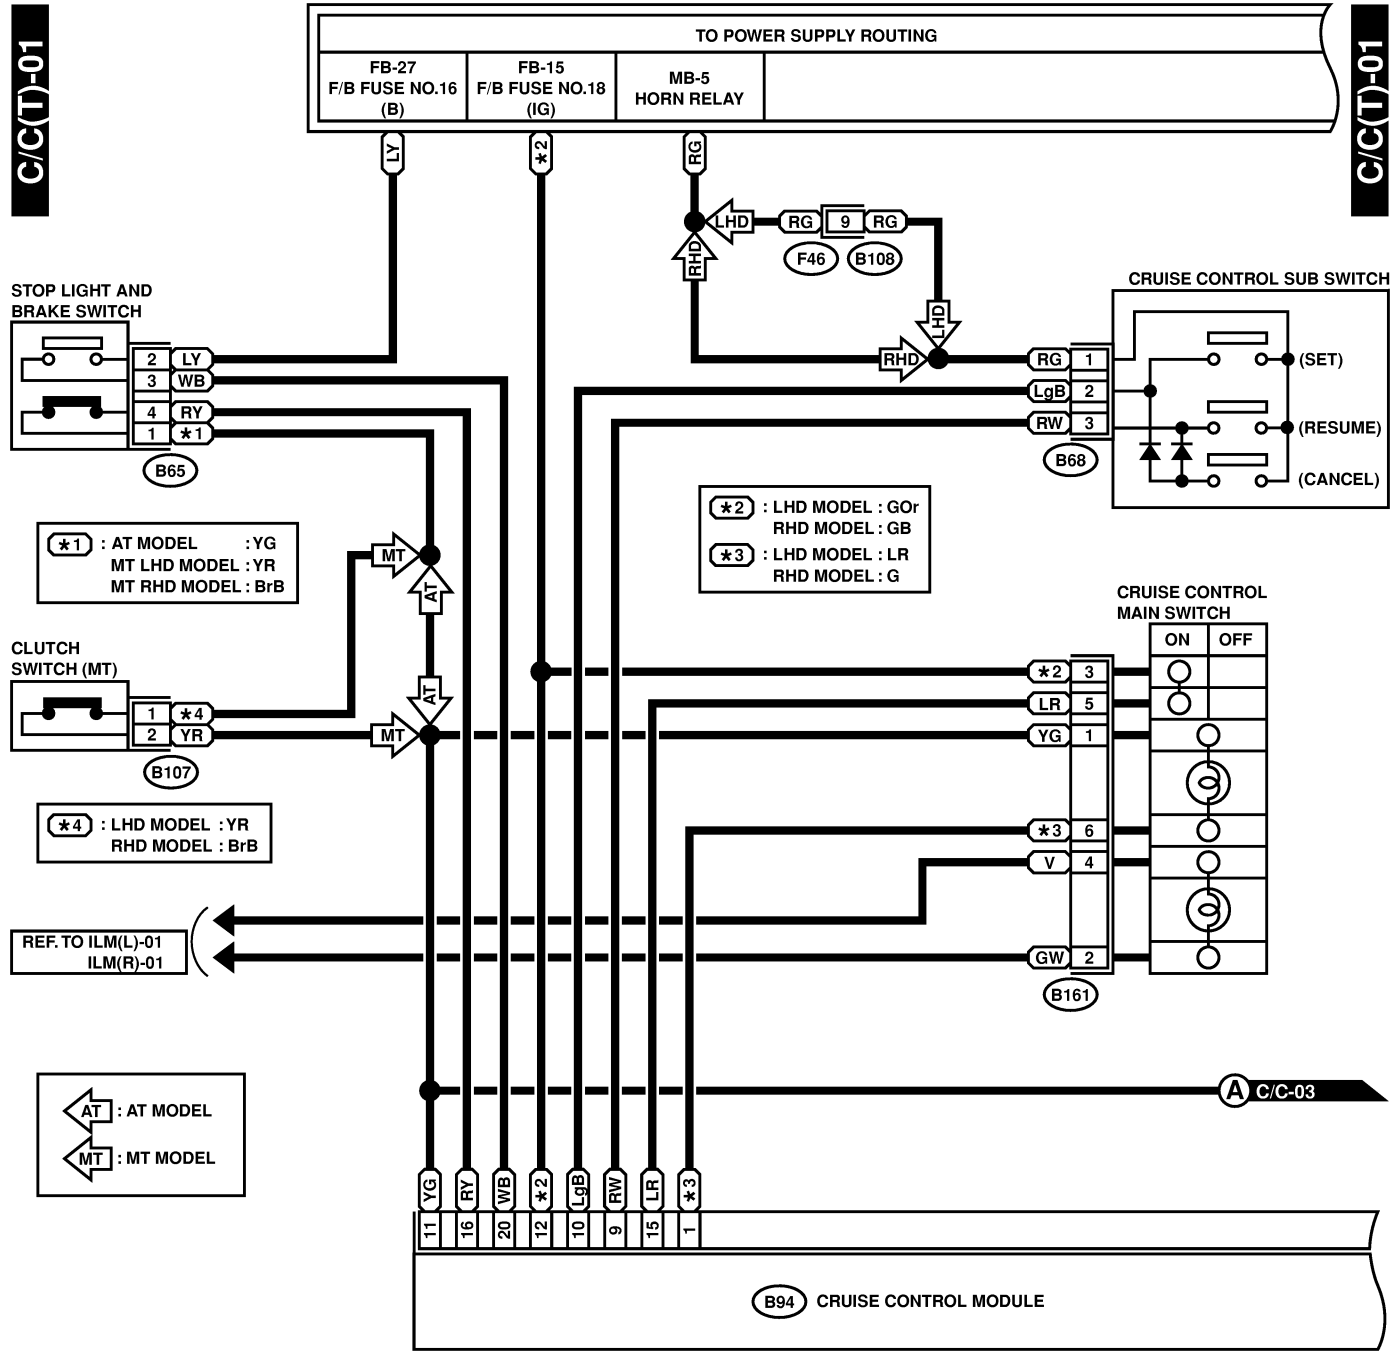 C/C(T)-01
C/C(T)-01
TO POWER SUPPLY ROUTING
FB-27
F/B FUSE NO.16
(B)
FB-15
F/B FUSE NO.18
(IG)
MB-5
HORN RELAY
LY
*2
RG
LHD
RG
9
RG
RHD
F46
B108
LHD
STOP LIGHT AND
BRAKE SWITCH
2 LY
3 WB
4 RY
1 *1
B65
CRUISE CONTROL SUB SWITCH
RHD
RG 1
LgB 2
RW 3
B68
(SET)
(RESUME)
(CANCEL)
*1 : AT MODEL : YG
MT LHD MODEL : YR
MT RHD MODEL : BrB
MT
AT
*2 : LHD MODEL : GOr
RHD MODEL : GB
*3 : LHD MODEL : LR
RHD MODEL : G
CLUTCH
SWITCH (MT)
1 *4
2 YR
B107
AT
MT
CRUISE CONTROL
MAIN SWITCH
ON OFF
*2 3
LR 5
YG 1
*3 6
V 4
GW 2
B161
*4 : LHD MODEL : YR
RHD MODEL : BrB
REF. TO ILM(L)-01
ILM(R)-01
A C/C-03
AT : AT MODEL
MT : MT MODEL
YG RY WB *2 LgB RW LR *3
11 16 20 12 10 9 15 1
B94 CRUISE CONTROL MODULE